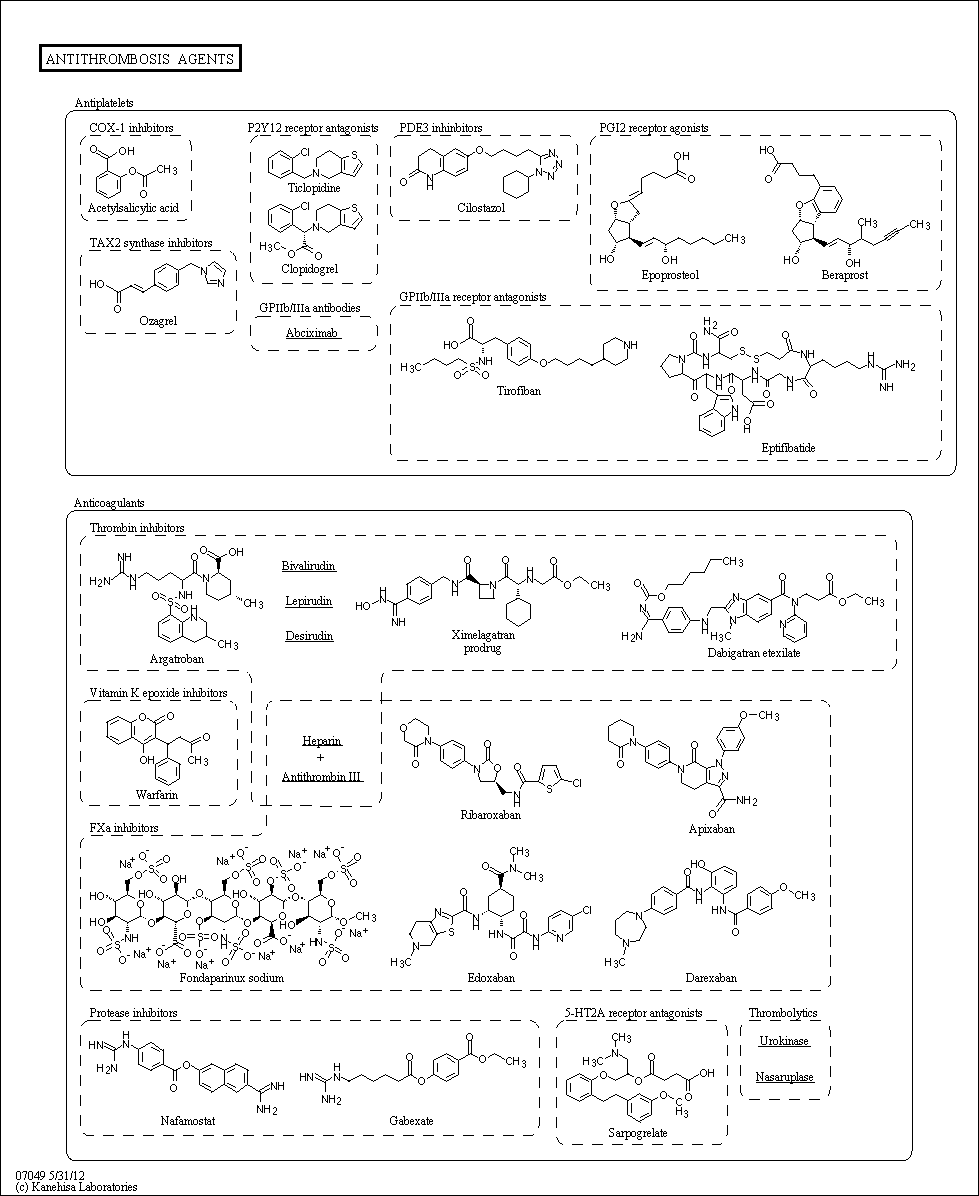 ANTITHROMBOSIS AGENTS
Antiplatelets
COX-1 inhibitors
P2Y12 receptor antagonists
PDE3 inhinbitors
PGI2 receptor agonists
Acetylsalicylic acid
Ticlopidine
Clopidogrel
Cilostazol
Epoprosteol
Beraprost
TAX2 synthase inhibitors
Ozagrel
GPIIb/IIIa antibodies
Abciximab
GPIIb/IIIa receptor antagonists
Tirofiban
Eptifibatide
Anticoagulants
Thrombin inhibitors
Argatroban
Bivalirudin
Lepirudin
Desirudin
Ximelagatran
prodrug
Dabigatran etexilate
Vitamin K epoxide inhibitors
Warfarin
Heparin
+
Antithrombin III
Ribaroxaban
Apixaban
FXa inhibitors
Fondaparinux sodium
Edoxaban
Darexaban
Protease inhibitors
Nafamostat
Gabexate
5-HT2A receptor antagonists
Sarpogrelate
Thrombolytics
Urokinase
Nasaruplase
07049 5/31/12
(c) Kanehisa Laboratories